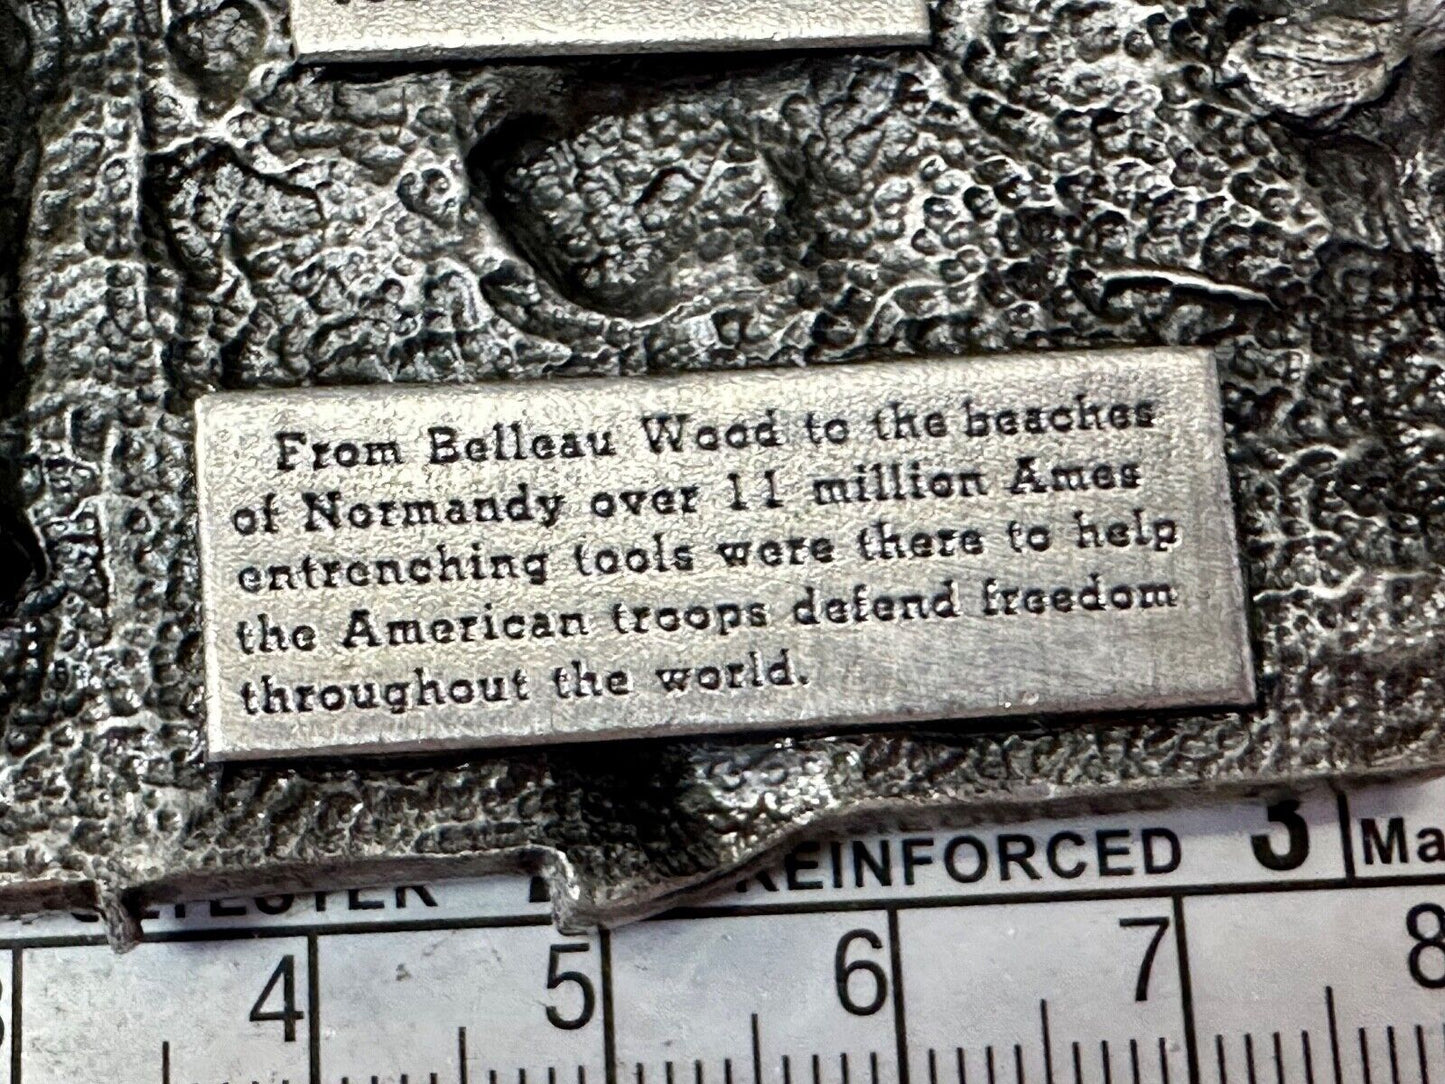 From Belleau Wood to the beaches
of Normandy over 11 million Ames
entrenching tools were there to help
the American troops defend freedom
throughout the world.
REINFORCED 3 Ma
4 5 6 7 8